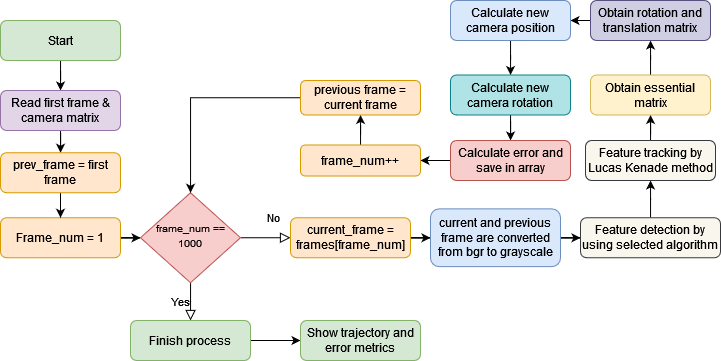 Start
Read first frame &
camera matrix
prev_frame = first
frame
Frame_num = 1
frame_num ==
1000
No
Yes
Finish process
Show trajectory and
error metrics
current_frame =
frames[frame_num]
current and previous
frame are converted
from bgr to grayscale
Feature detection by
using selected algorithm
Feature tracking by
Lucas Kenade method
Obtain essential
matrix
Obtain rotation and
translation matrix
Calculate new
camera position
Calculate new
camera rotation
Calculate error and
save in array
frame_num++
previous frame =
current frame